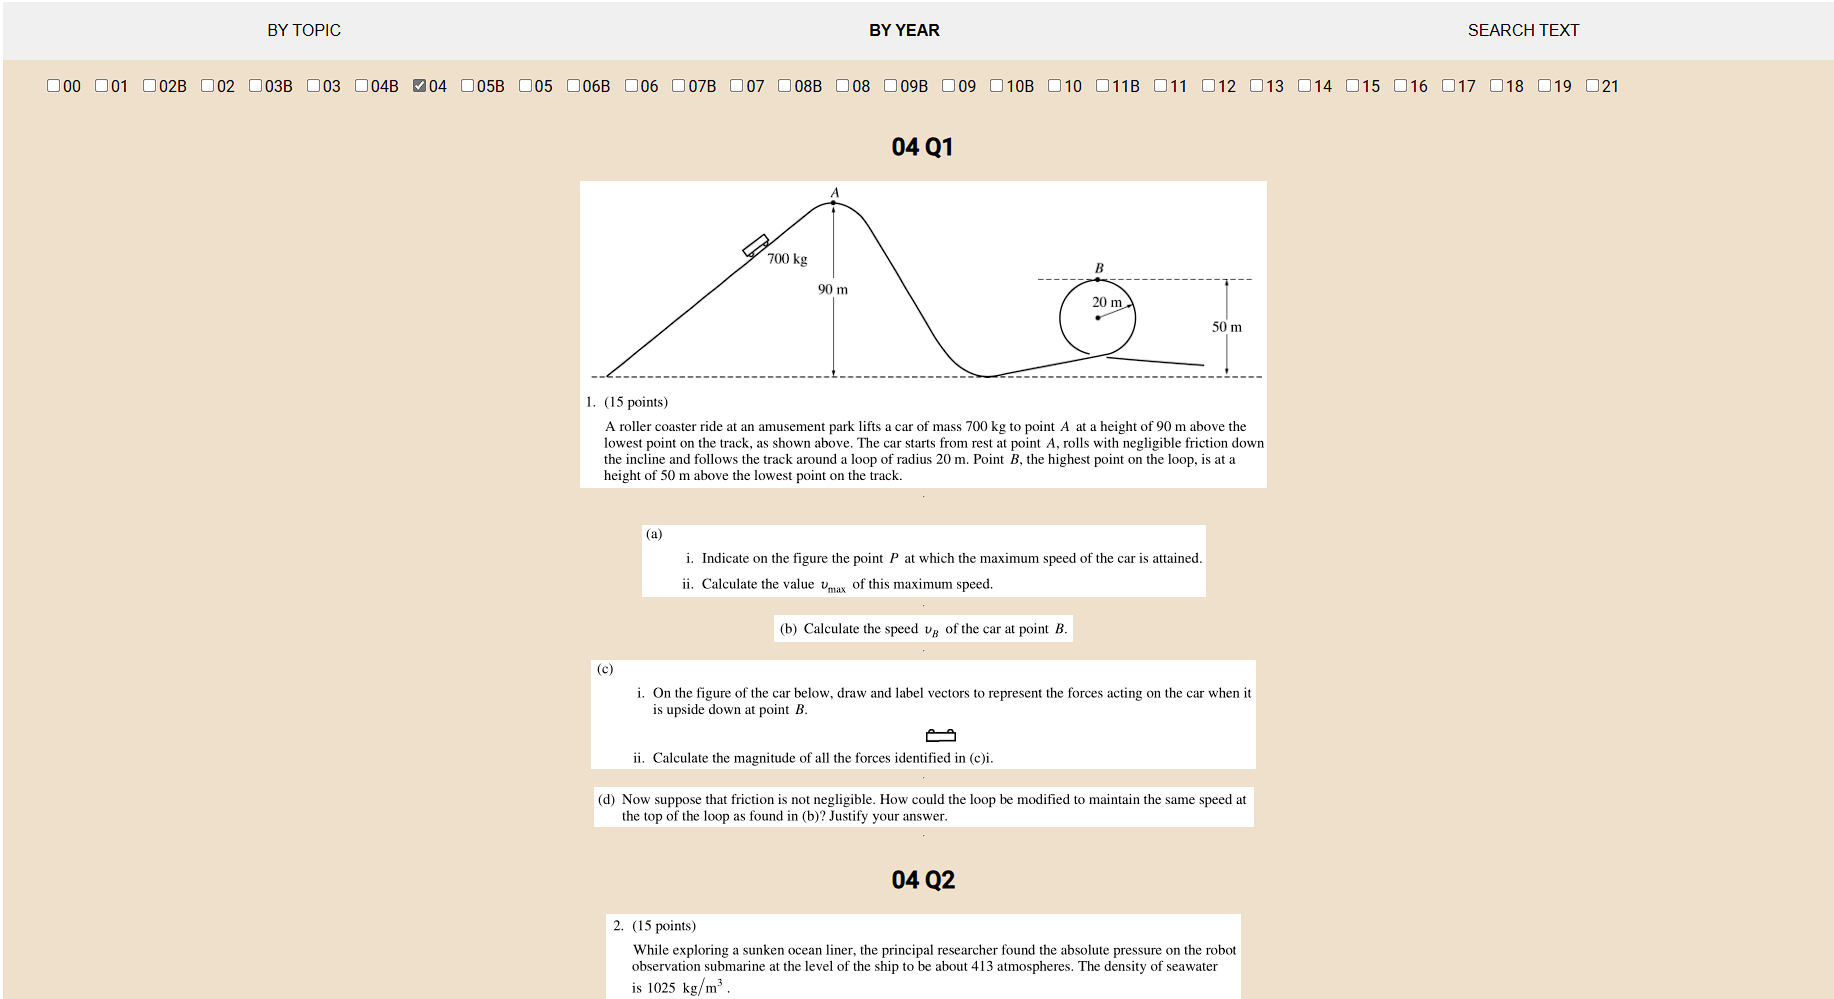 BY TOPIC
BY YEAR
SEARCH TEXT
00 01 02B 02 03B 03 04B 04 05B 05 06B 06 07B 07 08B 08 09B 09 10B 10 11B 11 12 13 14 15 16 17 18 19 21
04 Q1
A
700 kg
90 m
B
20 m
50 m
1. (15 points)
A roller coaster ride at an amusement park lifts a car of mass 700 kg to point A at a height of 90 m above the
lowest point on the track, as shown above. The car starts from rest at point A, rolls with negligible friction down
the incline and follows the track around a loop of radius 20 m. Point B, the highest point on the loop, is at a
height of 50 m above the lowest point on the track.
(a)
i. Indicate on the figure the point P at which the maximum speed of the car is attained.
ii. Calculate the value υmax of this maximum speed.
(b) Calculate the speed υB of the car at point B.
(c)
i. On the figure of the car below, draw and label vectors to represent the forces acting on the car when it
is upside down at point B.
ii. Calculate the magnitude of all the forces identified in (c)i.
(d) Now suppose that friction is not negligible. How could the loop be modified to maintain the same speed at
the top of the loop as found in (b)? Justify your answer.
04 Q2
2. (15 points)
While exploring a sunken ocean liner, the principal researcher found the absolute pressure on the robot
observation submarine at the level of the ship to be about 413 atmospheres. The density of seawater
is 1025 kg/m³ .